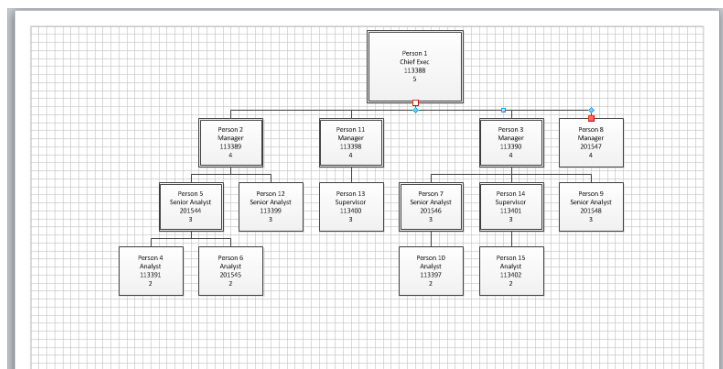 Person 1
Chief Exec
113388
5
Person 2
Manager
113389
4
Person 11
Manager
113398
4
Person 3
Manager
113390
4
Person 8
Manager
201547
4
Person 5
Senior Analyst
201544
3
Person 12
Senior Analyst
113399
3
Person 13
Supervisor
113400
3
Person 7
Senior Analyst
201546
3
Person 14
Supervisor
113401
3
Person 9
Senior Analyst
201548
3
Person 4
Analyst
113391
2
Person 6
Analyst
201545
2
Person 10
Analyst
113397
2
Person 15
Analyst
113402
2